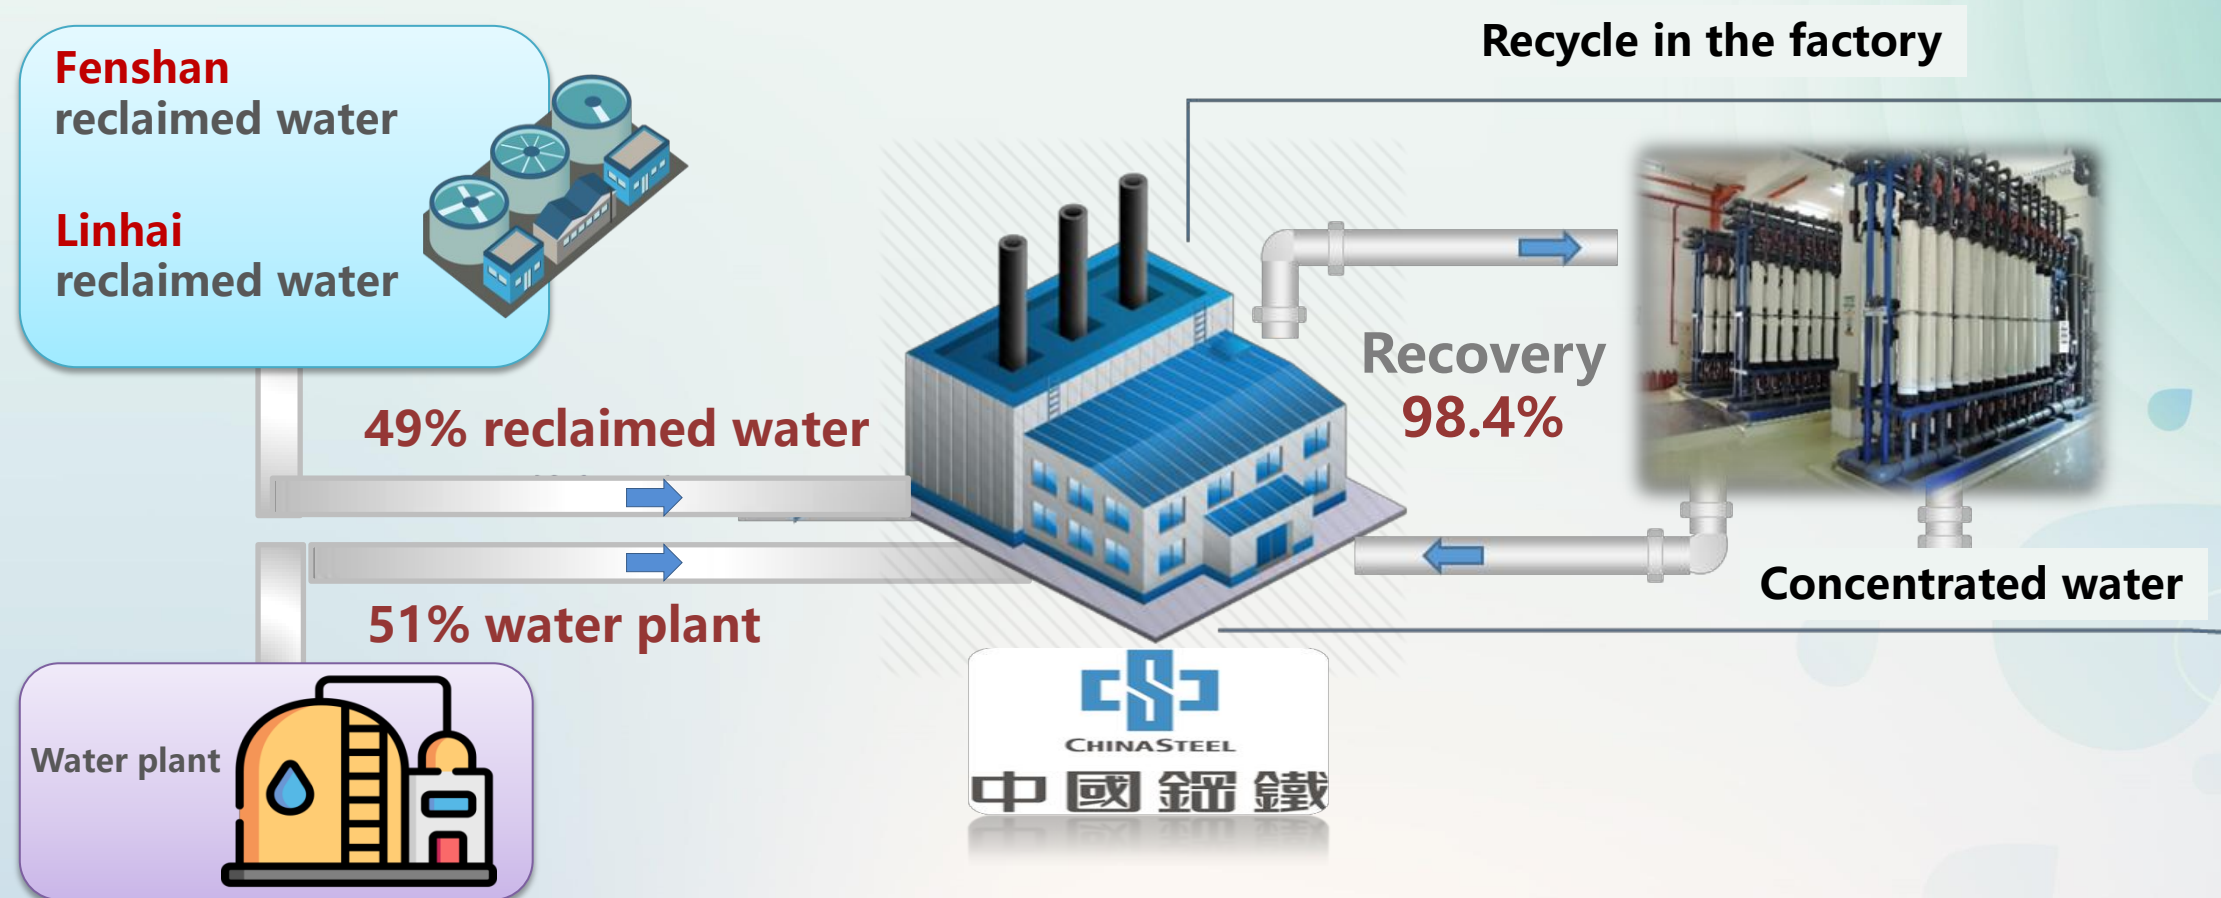 Fenshan
reclaimed water
Linhai
reclaimed water
Recycle in the factory
49% reclaimed water
Recovery
98.4%
51% water plant
Concentrated water
Water plant
CHINASTEEL
中國鋼鐵